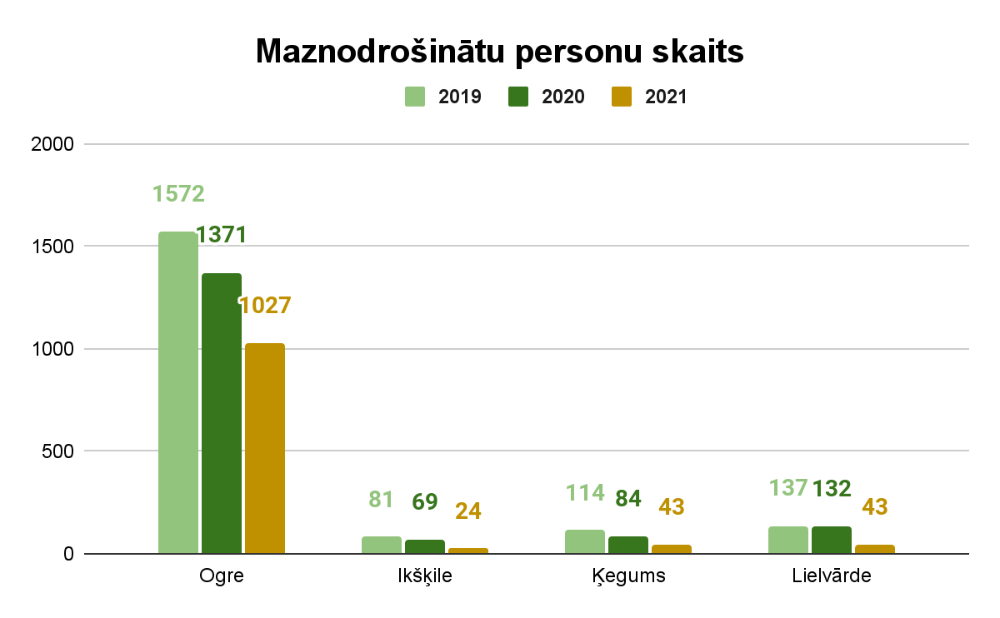 Maznodrošinātu personu skaits
2019 2020 2021
2000
1500
1000
500
0
1572 1371 1027
81 69 24
114 84 43
137 132 43
Ogre Ikšķile Ķegums Lielvārde